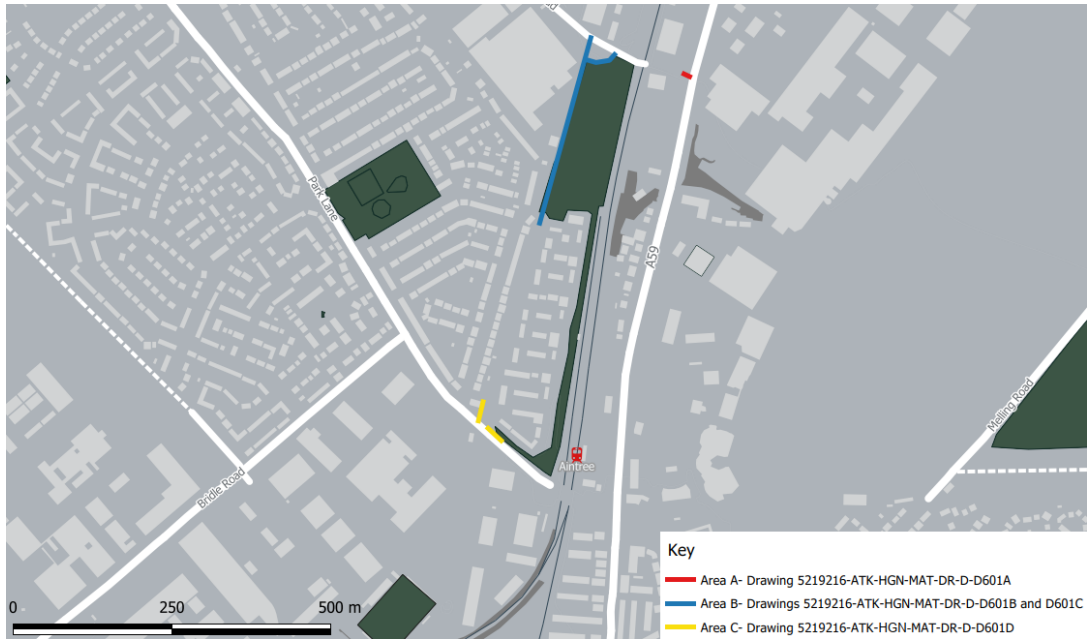 Park Lane
A59
Melling Road
Aintree
Bridle Road
Key
Area A- Drawing 5219216-ATK-HGN-MAT-DR-D-D601A
Area B- Drawings 5219216-ATK-HGN-MAT-DR-D-D601B and D601C
Area C- Drawing 5219216-ATK-HGN-MAT-DR-D-D601D
0 250 500 m